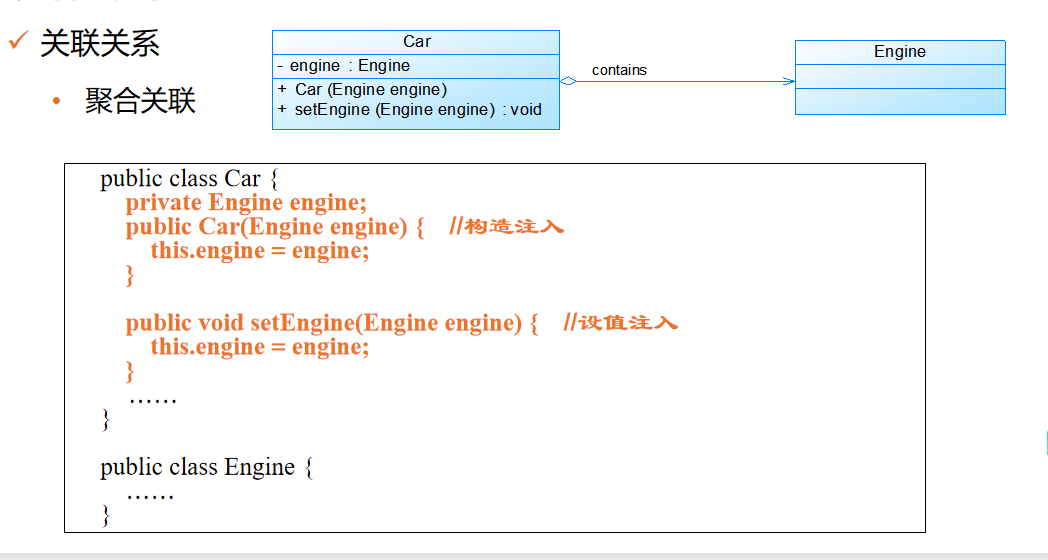 ✓ 关联关系
• 聚合关联
Car
- engine : Engine
+ Car (Engine engine)
+ setEngine (Engine engine) : void
contains
Engine
public class Car {
private Engine engine;
public Car(Engine engine) { //构造注入
this.engine = engine;
}
public void setEngine(Engine engine) { //设值注入
this.engine = engine;
}
……
}
public class Engine {
……
}